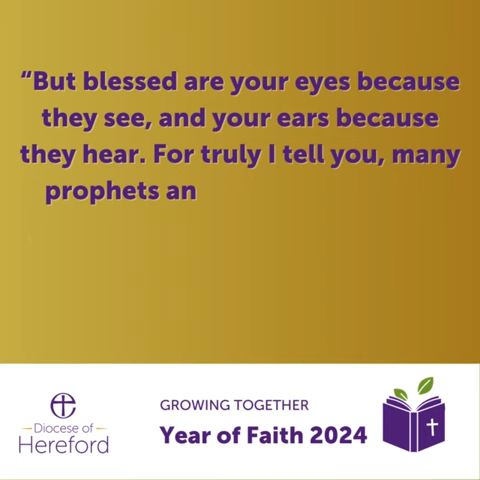 “But blessed are your eyes because
they see, and your ears because
they hear. For truly I tell you, many
prophets an
Diocese of
Hereford
GROWING TOGETHER
Year of Faith 2024